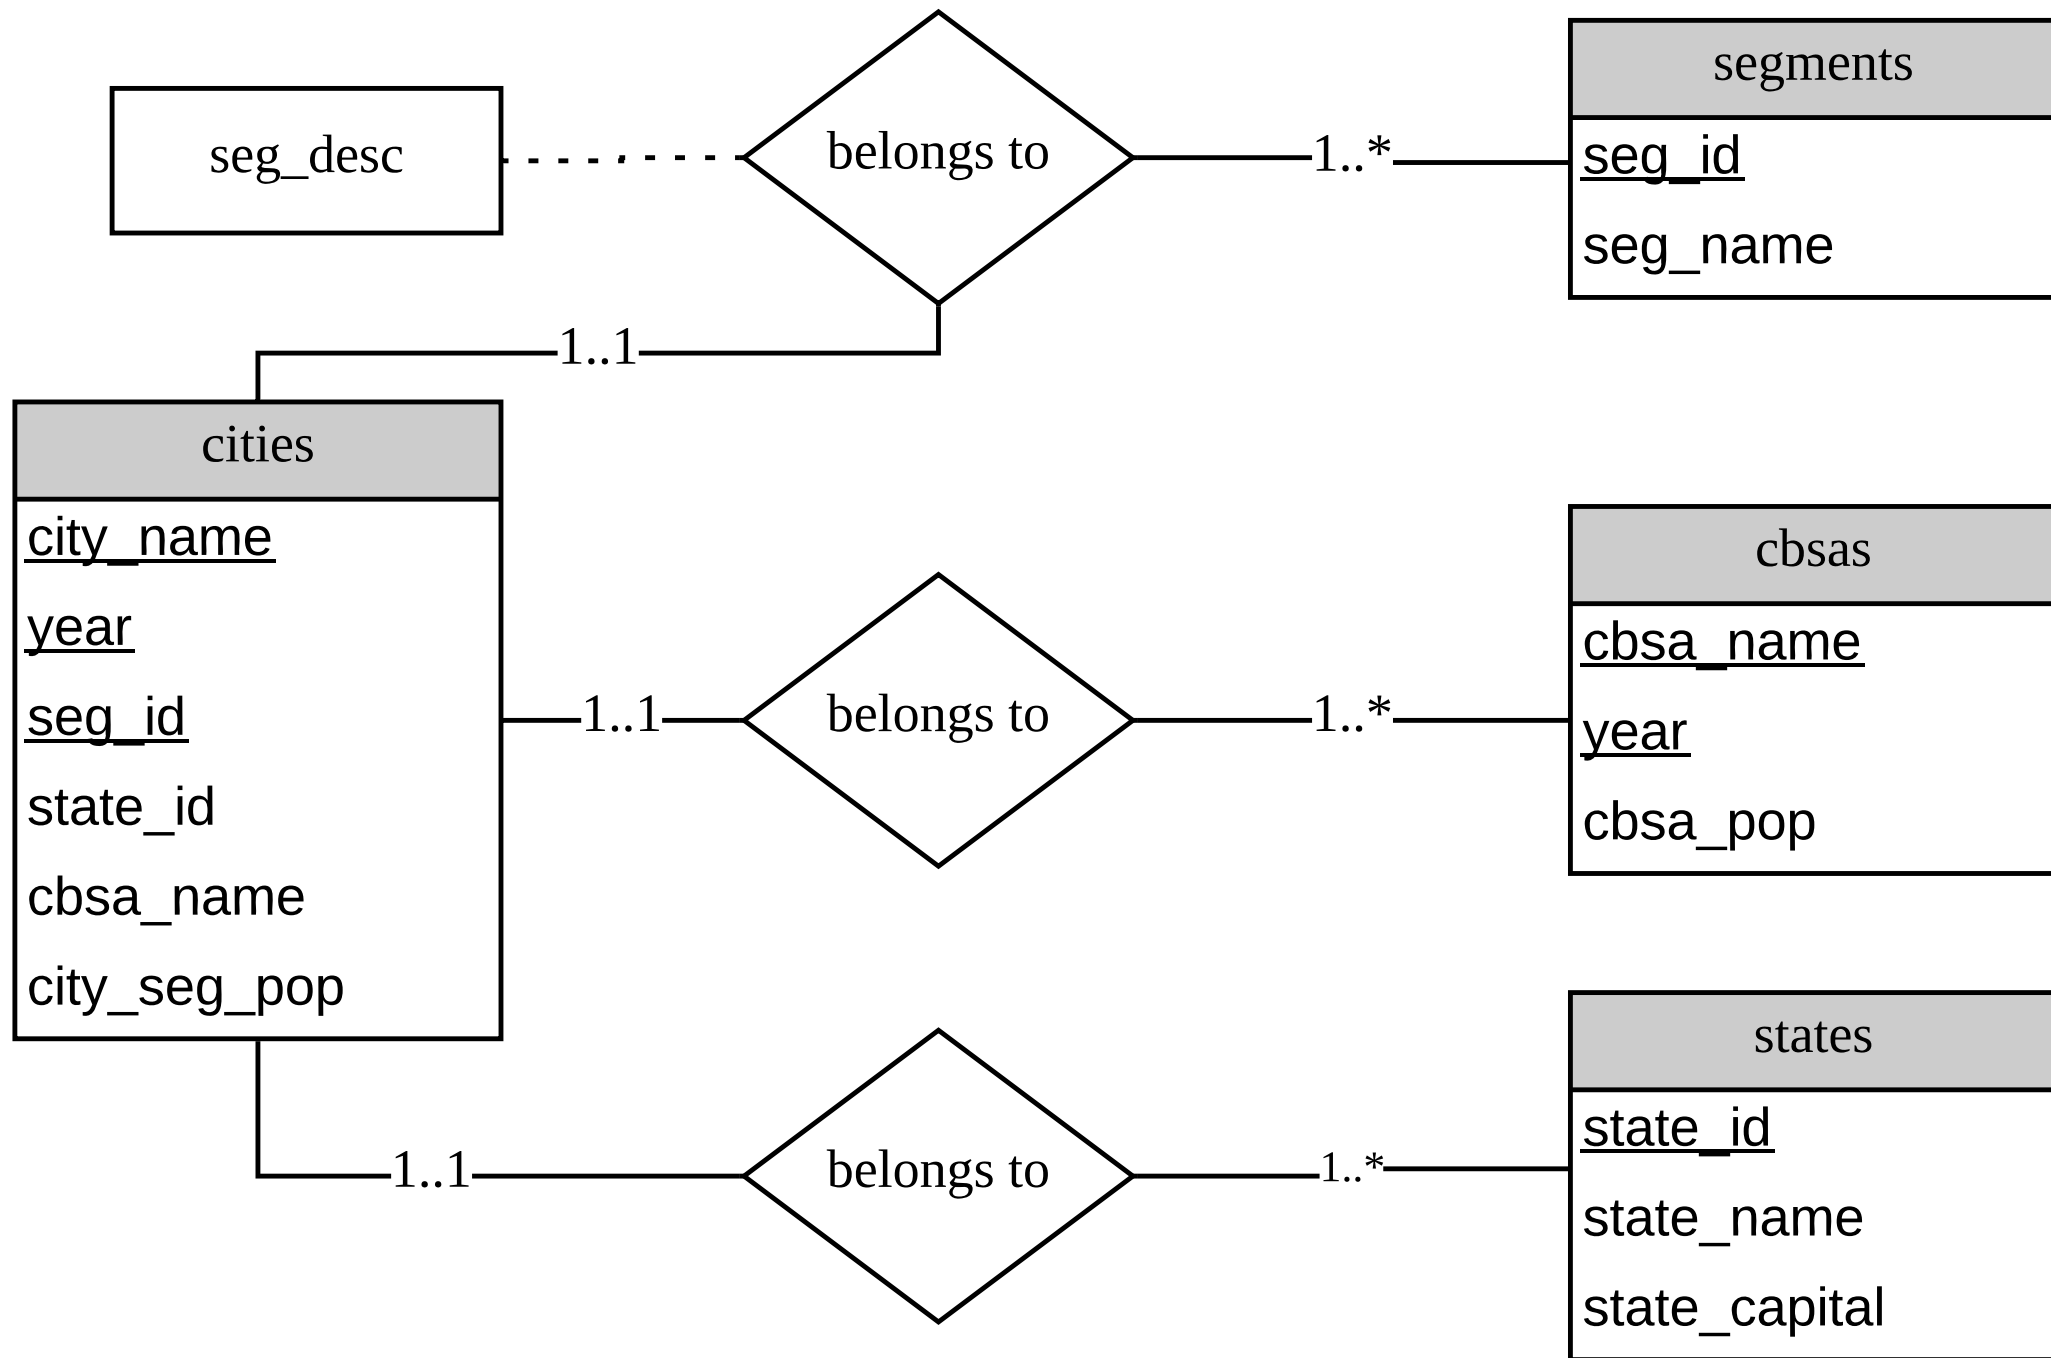 seg_desc
belongs to
1..*
segments
seg_id
seg_name
1..1
cities
city_name
year
seg_id
state_id
cbsa_name
city_seg_pop
1..1
belongs to
1..*
cbsas
cbsa_name
year
cbsa_pop
1..1
belongs to
1..*
states
state_id
state_name
state_capital